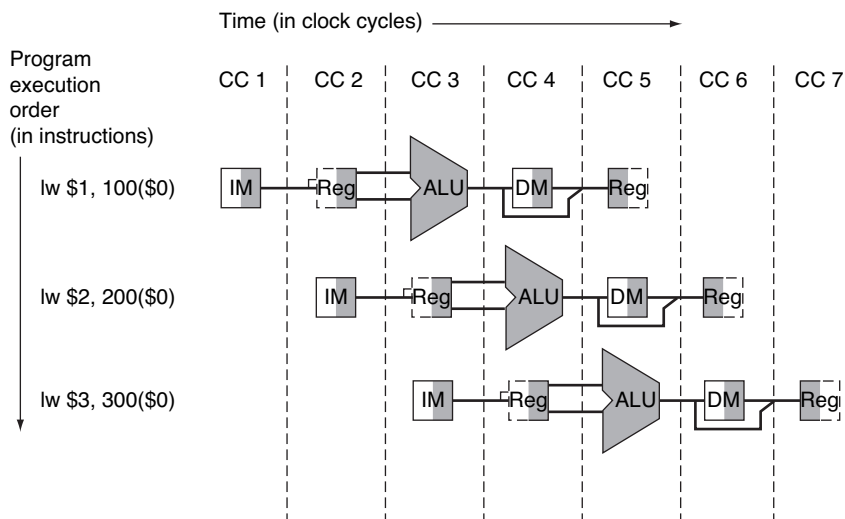 Time (in clock cycles)
Program
execution
order
(in instructions)
CC 1 CC 2 CC 3 CC 4 CC 5 CC 6 CC 7
lw $1, 100($0) IM Reg ALU DM Reg
lw $2, 200($0) IM Reg ALU DM Reg
lw $3, 300($0) IM Reg ALU DM Reg